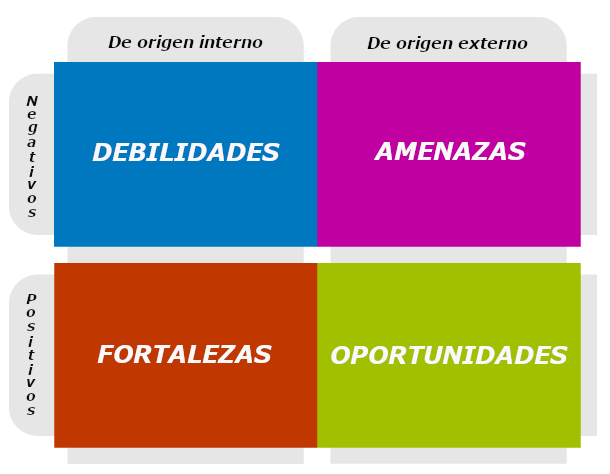 De origen interno
De origen externo
Negativos
DEBILIDADES
AMENAZAS
Positivos
FORTALEZAS
OPORTUNIDADES